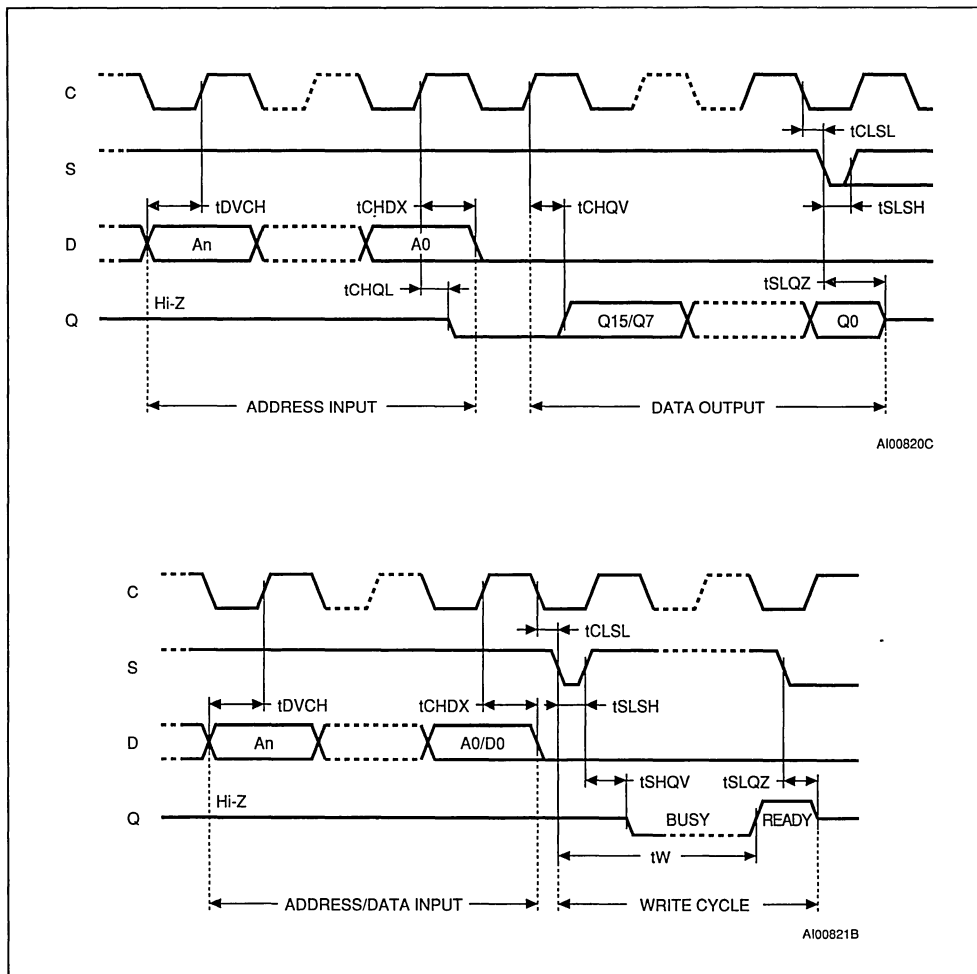 C
tCLSL
S
tDVCH
tCHDX
tCHQV
tSLSH
D
An
A0
tCHQL
tSLQZ
Hi-Z
Q
Q15/Q7
Q0
ADDRESS INPUT
DATA OUTPUT
AI00820C
C
tCLSL
S
tDVCH
tCHDX
tSLSH
D
An
A0/D0
tSHQV
tSLQZ
Hi-Z
Q
BUSY
READY
tW
ADDRESS/DATA INPUT
WRITE CYCLE
AI00821B